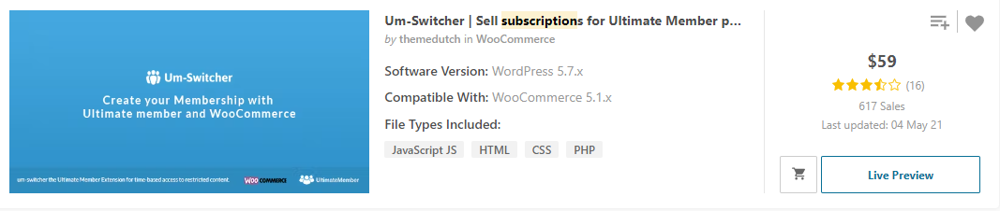 Um-Switcher
Create your Membership with
Ultimate member and WooCommerce
um-switcher the Ultimate Member Extension for time-based access to restricted content.
WOO COMMERCE
UltimateMember
Um-Switcher | Sell subscriptions for Ultimate Member p...
by themedutch in WooCommerce
Software Version: WordPress 5.7.x
Compatible With: WooCommerce 5.1.x
File Types Included:
JavaScript JS HTML CSS PHP
$59
(16)
617 Sales
Last updated: 04 May 21
Live Preview